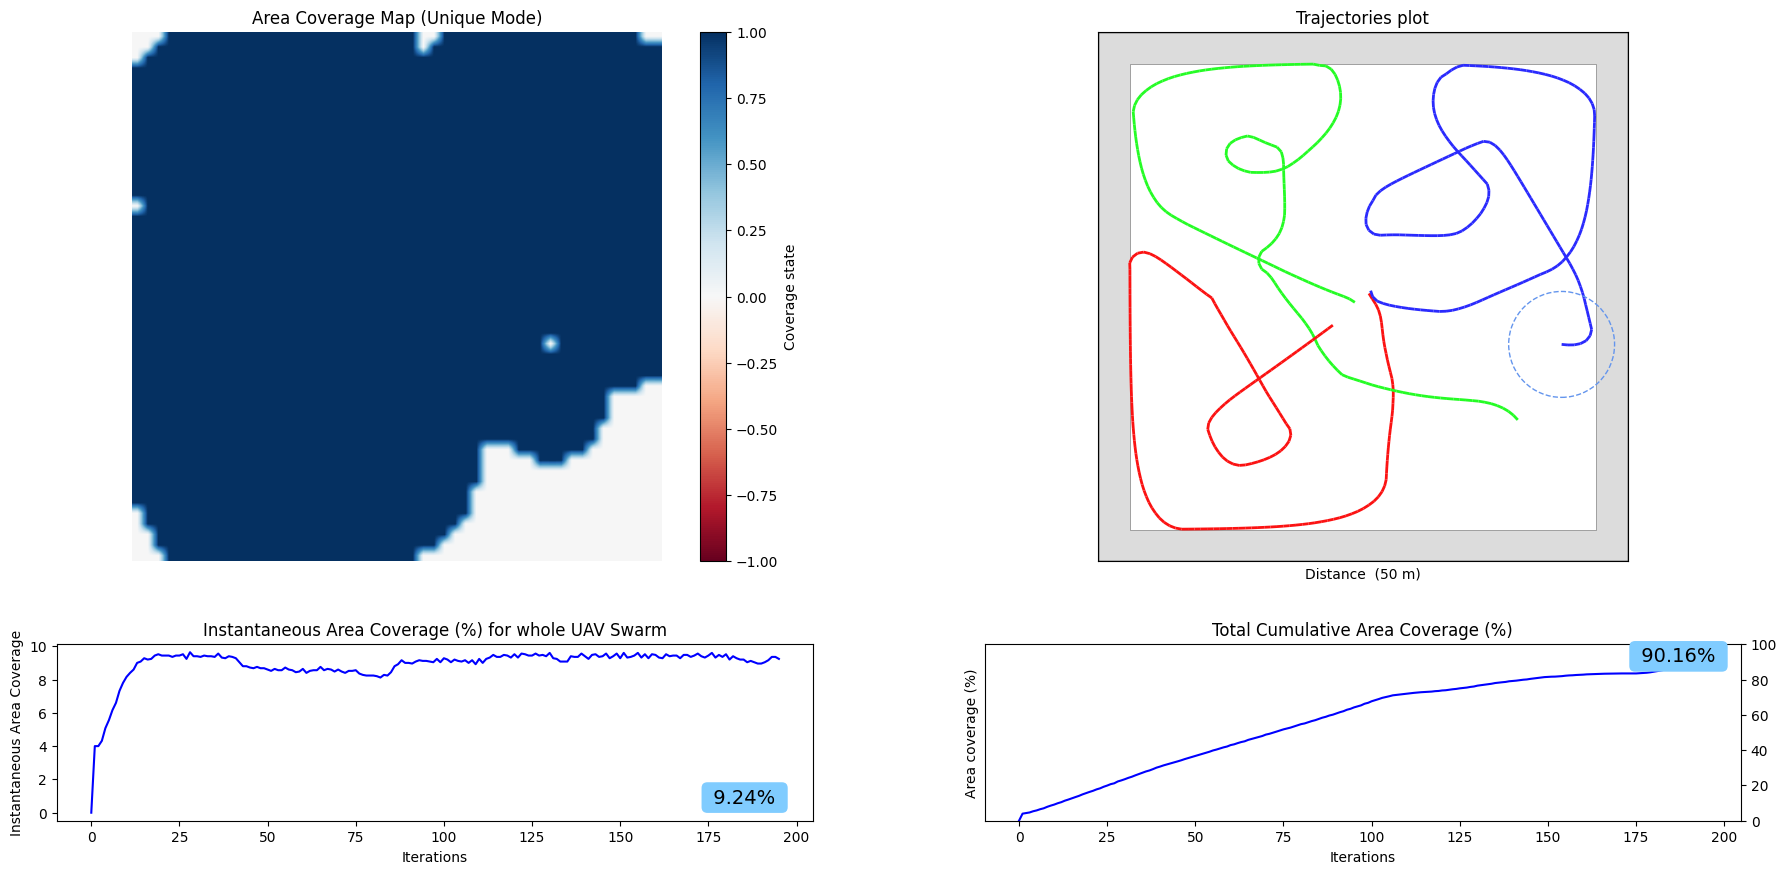 Area Coverage Map (Unique Mode)
1.00
0.75
0.50
0.25
0.00
−0.25
−0.50
−0.75
−1.00
Coverage state
Trajectories plot
Distance  (50 m)
Instantaneous Area Coverage (%) for whole UAV Swarm
Instantaneous Area Coverage
10
8
6
4
2
0
9.24%
0 25 50 75 100 125 150 175 200
Iterations
Total Cumulative Area Coverage (%)
Area coverage (%)
90.16%
100
80
60
40
20
0
0 25 50 75 100 125 150 175 200
Iterations